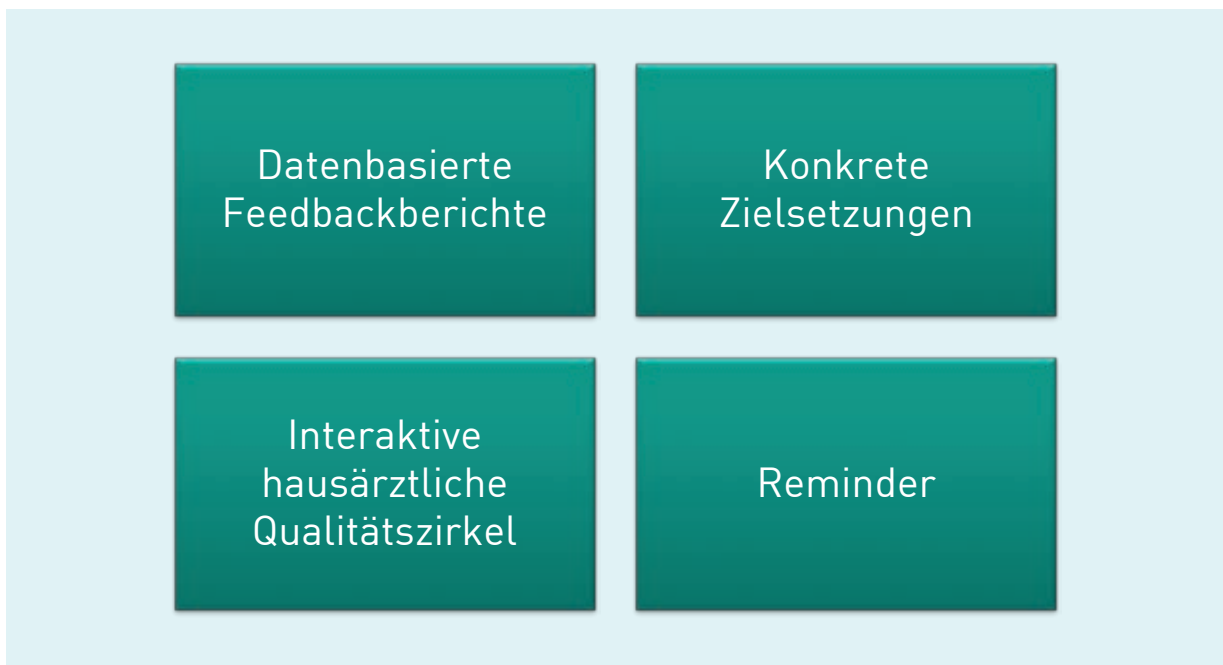 Datenbasierte
Feedbackberichte
Konkrete
Zielsetzungen
Interaktive
hausärztliche
Qualitätszirkel
Reminder